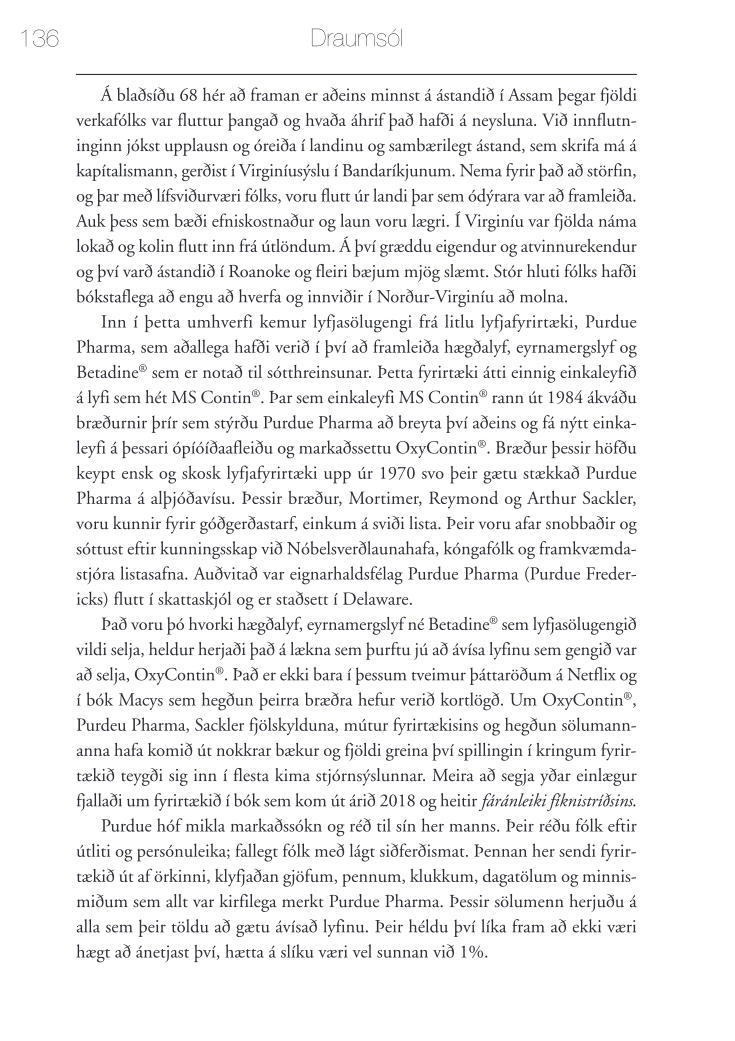 136
Draumsól
Á blaðsíðu 68 hér að framan er aðeins minnst á ástandið í Assam þegar fjöldi
verkafólks var fluttur þangað og hvaða áhrif það hafði á neysluna. Við innflutn-
inginn jókst upplausn og óreiða í landinu og sambærilegt ástand, sem skrifa má á
kapítalismann, gerðist í Virginíusýslu í Bandaríkjunum. Nema fyrir það að störfin,
og þar með lífsviðurværi fólks, voru flutt úr landi þar sem ódýrara var að framleiða.
Auk þess sem bæði efniskostnaður og laun voru lægri. Í Virginíu var fjölda náma
lokað og kolin flutt inn frá útlöndum. Á því græddu eigendur og atvinnurekendur
og því varð ástandið í Roanoke og fleiri bæjum mjög slæmt. Stór hluti fólks hafði
bókstaflega að engu að hverfa og innviðir í Norður-Virginíu að molna.
Inn í þetta umhverfi kemur lyfjasölugengi frá litlu lyfjafyrirtæki, Purdue
Pharma, sem aðallega hafði verið í því að framleiða hægðalyf, eyrnamergslyf og
Betadine® sem er notað til sótthreinsunar. Þetta fyrirtæki átti einnig einkaleyfið
á lyfi sem hét MS Contin®. Þar sem einkaleyfi MS Contin® rann út 1984 ákváðu
bræðurnir þrír sem stýrðu Purdue Pharma að breyta því aðeins og fá nýtt einka-
leyfi á þessari ópíóíðaafleiðu og markaðssettu OxyContin®. Bræður þessir höfðu
keypt ensk og skosk lyfjafyrirtæki upp úr 1970 svo þeir gætu stækkað Purdue
Pharma á alþjóðavísu. Þessir bræður, Mortimer, Reymond og Arthur Sackler,
voru kunnir fyrir góðgerðastarf, einkum á sviði lista. Þeir voru afar snobbaðir og
sóttust eftir kunningsskap við Nóbelsverðlaunahafa, kóngafólk og framkvæmda-
stjóra listasafna. Auðvitað var eignarhaldsfélag Purdue Pharma (Purdue Freder-
icks) flutt í skattaskjól og er staðsett í Delaware.
Það voru þó hvorki hægðalyf, eyrnamergslyf né Betadine® sem lyfjasölugengið
vildi selja, heldur herjaði það á lækna sem þurftu jú að ávísa lyfinu sem gengið var
að selja, OxyContin®. Það er ekki bara í þessum tveimur þáttaröðum á Netflix og
í bók Macys sem hegðun þeirra bræðra hefur verið kortlögð. Um OxyContin®,
Purdeu Pharma, Sackler fjölskylduna, mútur fyrirtækisins og hegðun sölumann-
anna hafa komið út nokkrar bækur og fjöldi greina því spillingin í kringum fyrir-
tækið teygði sig inn í flesta kima stjórnsýslunnar. Meira að segja yðar einlægur
fjallaði um fyrirtækið í bók sem kom út árið 2018 og heitir fáránleiki fíknistríðsins.
Purdue hóf mikla markaðssókn og réð til sín her manns. Þeir réðu fólk eftir
útliti og persónuleika; fallegt fólk með lágt siðferðismat. Þennan her sendi fyrir-
tækið út af örkinni, klyfjaðan gjöfum, pennum, klukkum, dagatölum og minnis-
miðum sem allt var kirfilega merkt Purdue Pharma. Þessir sölumenn herjuðu á
alla sem þeir töldu að gætu ávísað lyfinu. Þeir héldu því líka fram að ekki væri
hægt að ánetjast því, hætta á slíku væri vel sunnan við 1%.